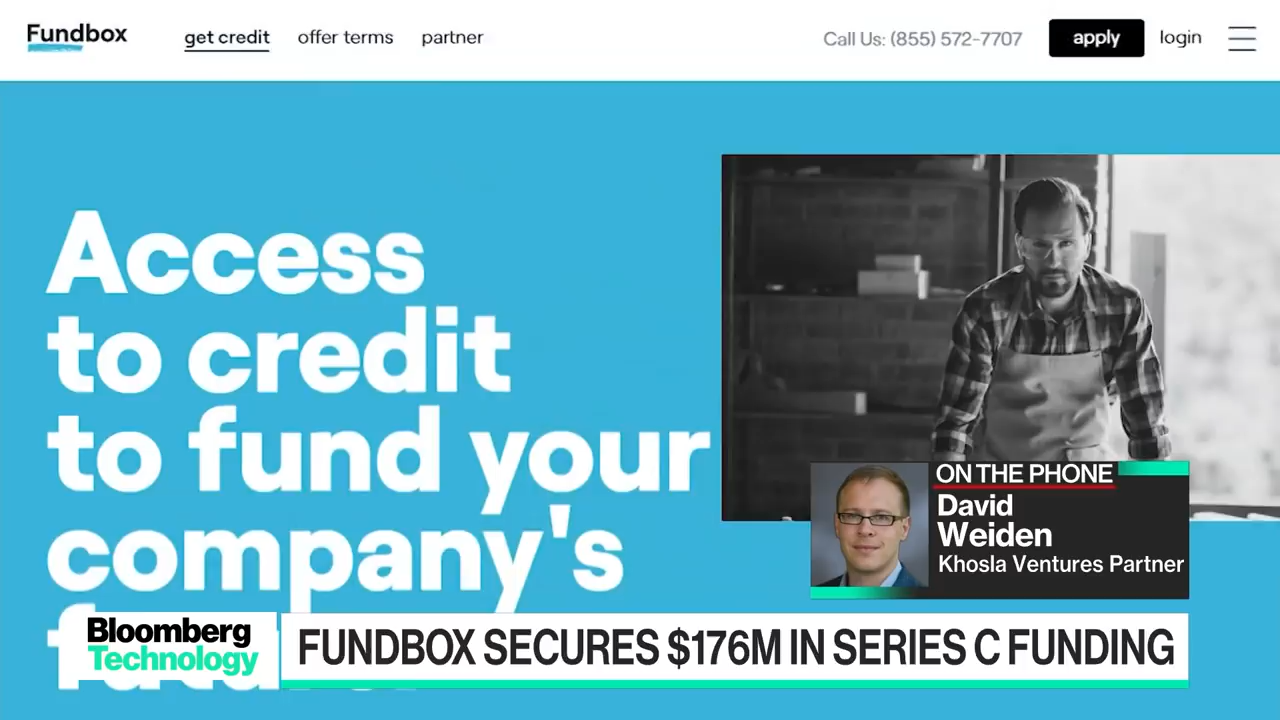 Fundbox
get credit
offer terms
partner
Call Us: (855) 572-7707
apply
login
Access
to credit
to fund your
company's
ON THE PHONE
David
Weiden
Khosla Ventures Partner
Bloomberg
Technology
FUNDBOX SECURES $176M IN SERIES C FUNDING